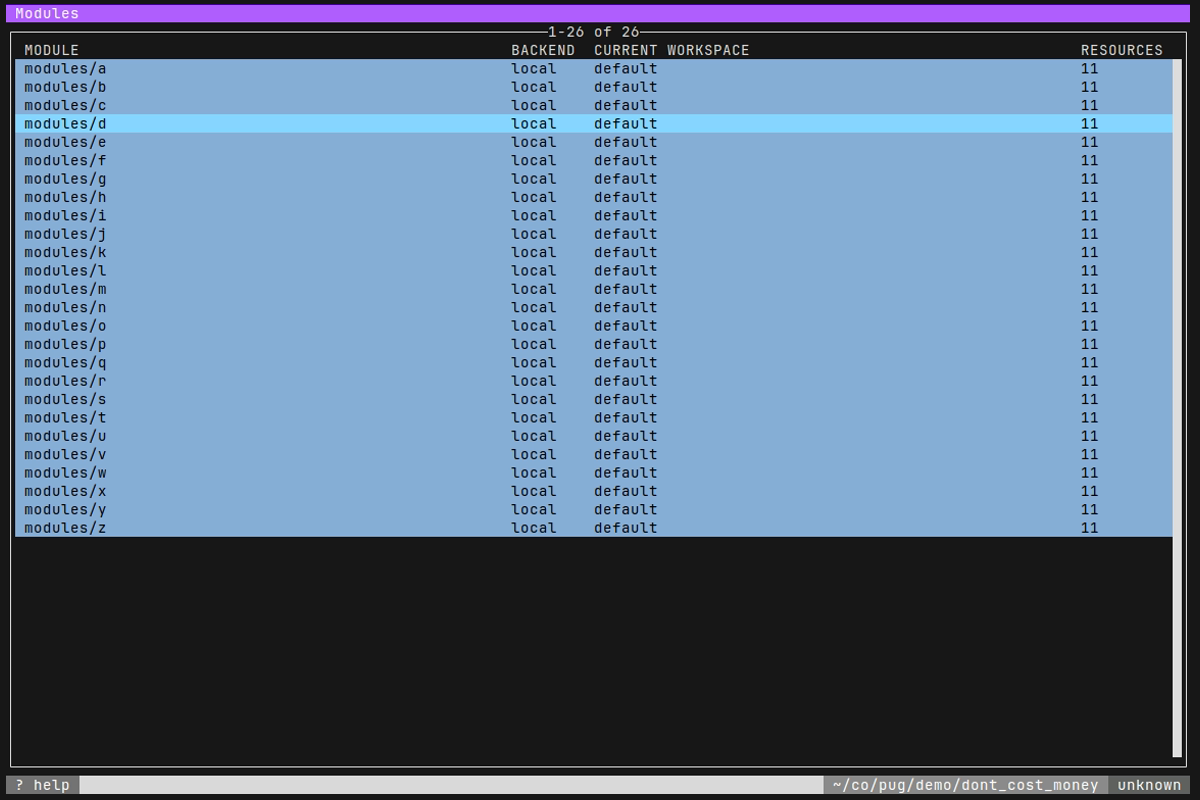 Modules
1-26 of 26
MODULE BACKEND CURRENT WORKSPACE RESOURCES
modules/a local default 11
modules/b local default 11
modules/c local default 11
modules/d local default 11
modules/e local default 11
modules/f local default 11
modules/g local default 11
modules/h local default 11
modules/i local default 11
modules/j local default 11
modules/k local default 11
modules/l local default 11
modules/m local default 11
modules/n local default 11
modules/o local default 11
modules/p local default 11
modules/q local default 11
modules/r local default 11
modules/s local default 11
modules/t local default 11
modules/u local default 11
modules/v local default 11
modules/w local default 11
modules/x local default 11
modules/y local default 11
modules/z local default 11
? help ~/co/pug/demo/dont_cost_money unknown